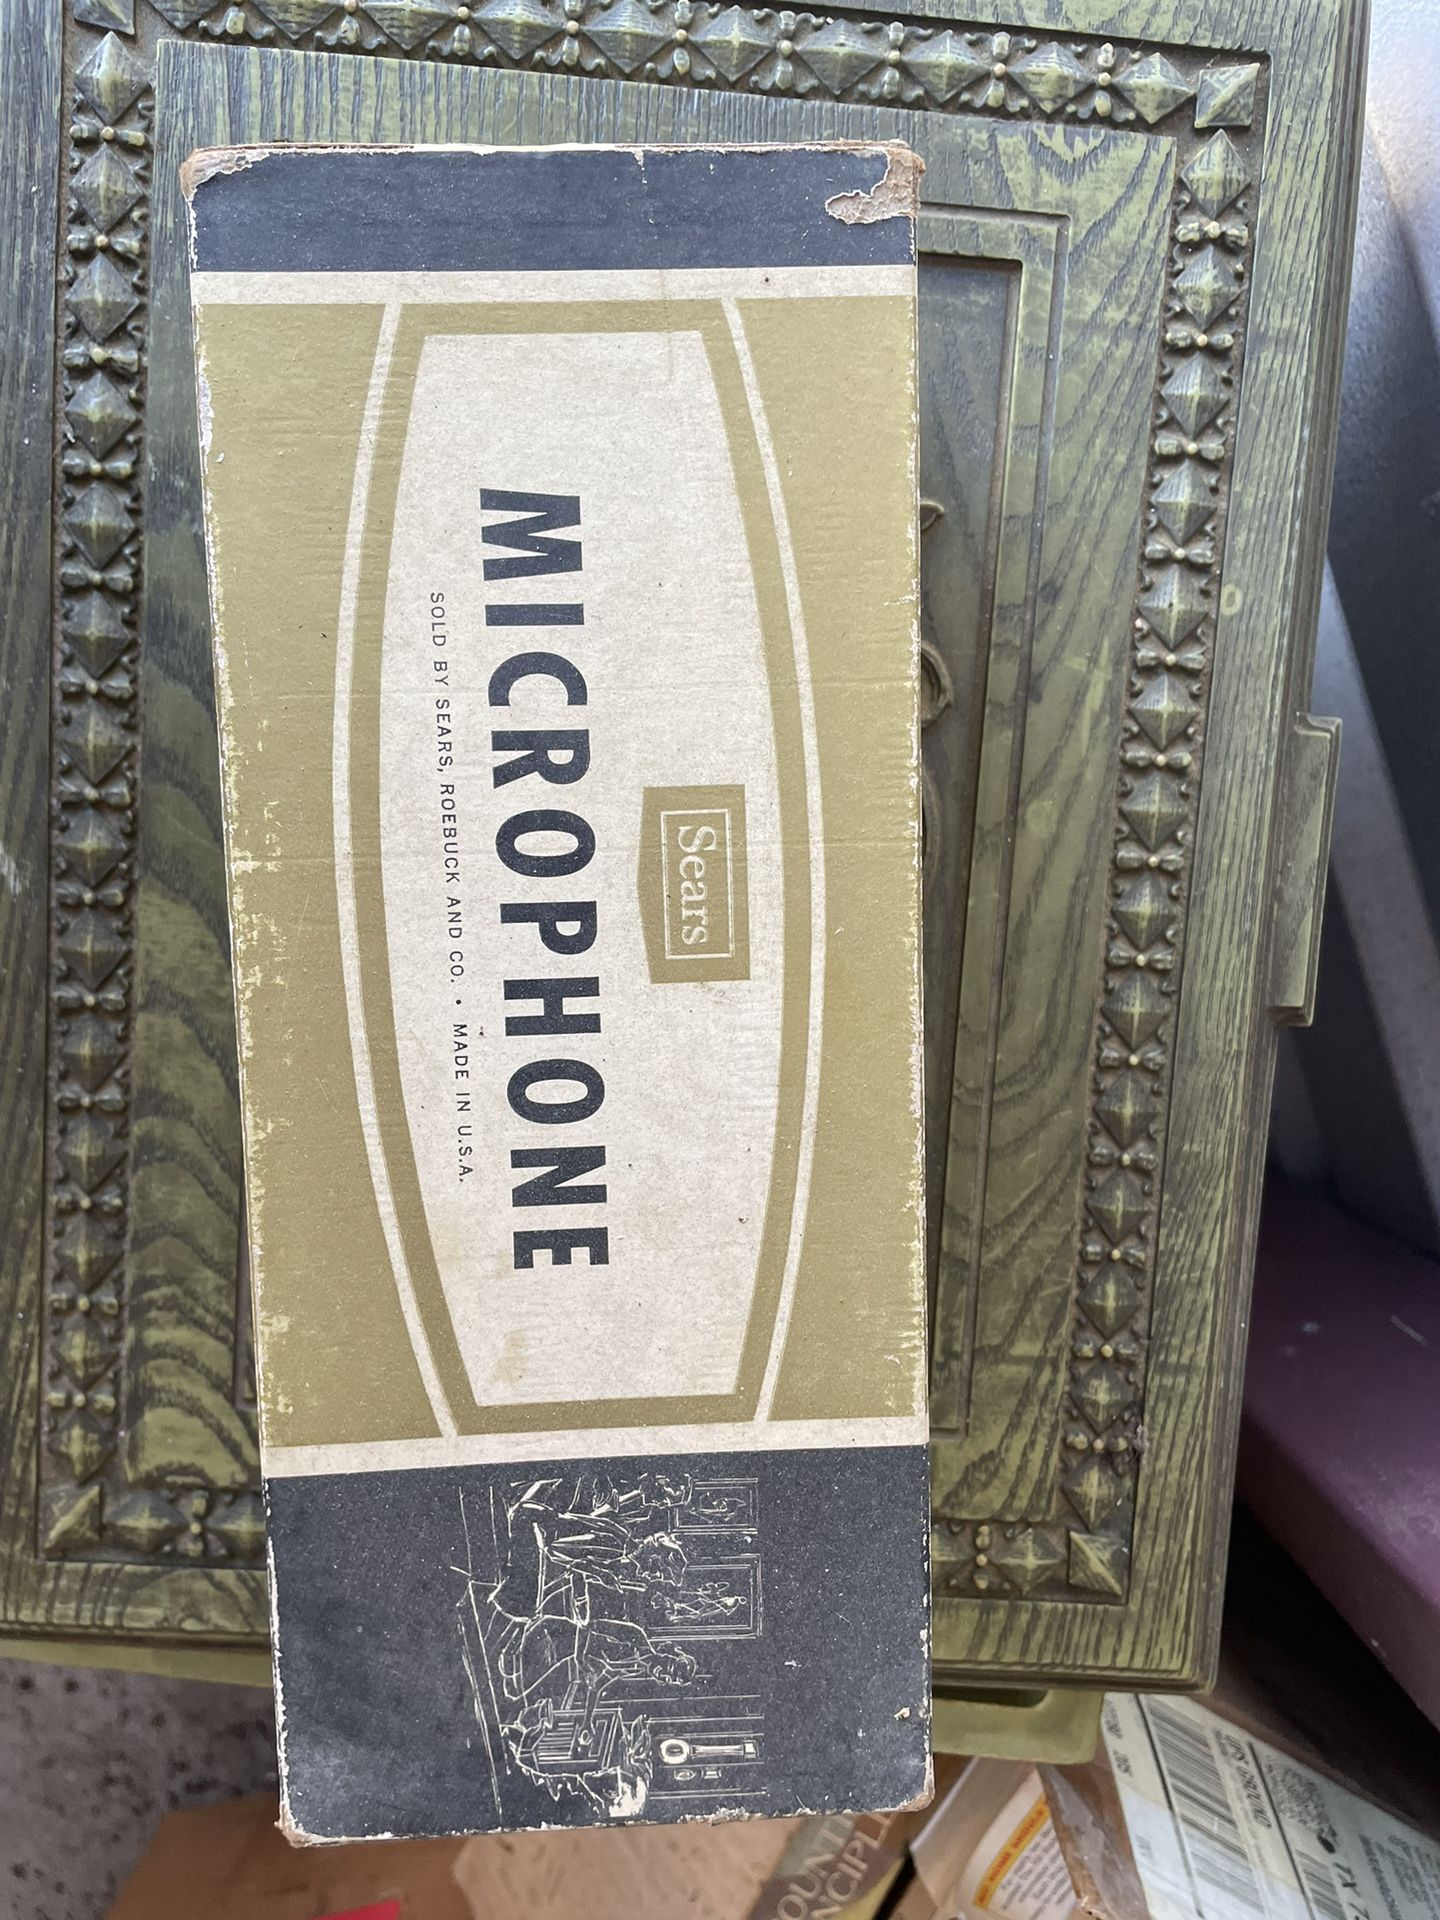 Sears
MICROPHONE
SOLD BY SEARS, ROEBUCK AND CO. • MADE IN U.S.A.